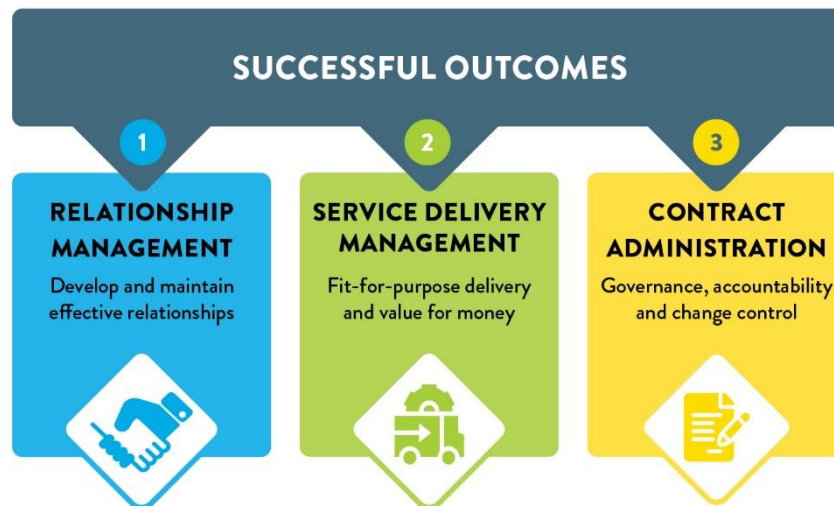 SUCCESSFUL OUTCOMES
1
RELATIONSHIP
MANAGEMENT
Develop and maintain
effective relationships
2
SERVICE DELIVERY
MANAGEMENT
Fit-for-purpose delivery
and value for money
3
CONTRACT
ADMINISTRATION
Governance, accountability
and change control